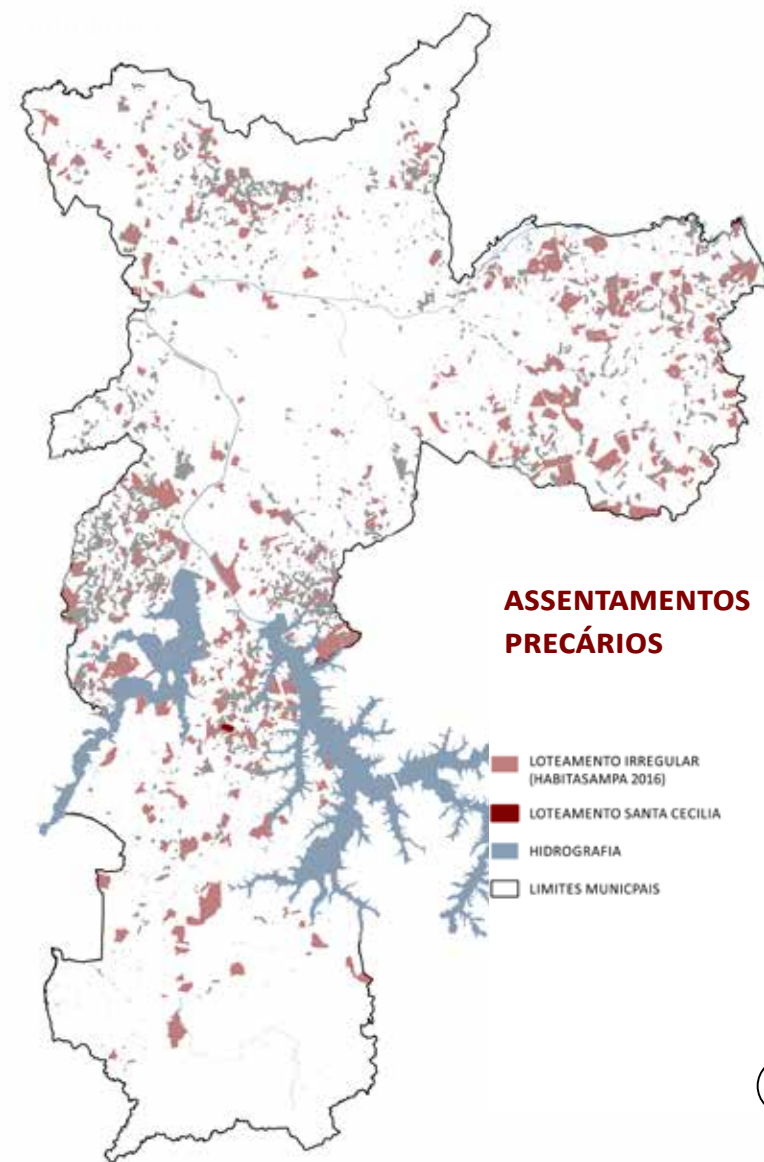 ASSENTAMENTOS
PRECÁRIOS
LOTEAMENTO IRREGULAR
(HABITASAMPA 2016)
LOTEAMENTO SANTA CECILIA
HIDROGRAFIA
LIMITES MUNICPAIS